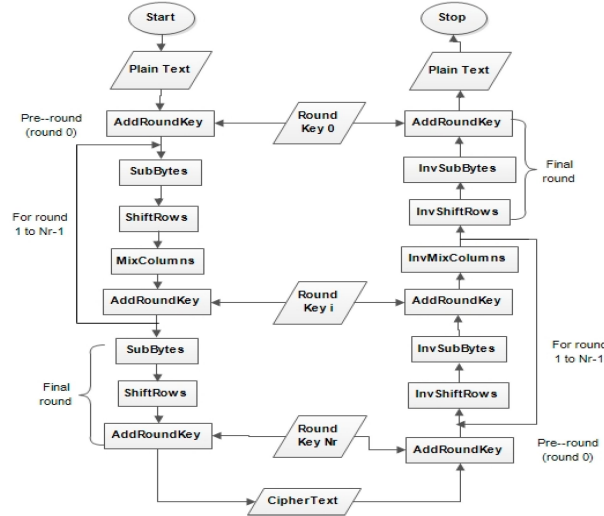 Start
Plain Text
Pre--round
(round 0)
AddRoundKey
SubBytes
ShiftRows
MixColumns
AddRoundKey
For round
1 to Nr-1
SubBytes
ShiftRows
AddRoundKey
Final
round
Round
Key 0
Round
Key i
Round
Key Nr
CipherText
Stop
Plain Text
AddRoundKey
InvSubBytes
InvShiftRows
Final
round
InvMixColumns
AddRoundKey
InvSubBytes
InvShiftRows
For round
1 to Nr-1
AddRoundKey
Pre--round
(round 0)